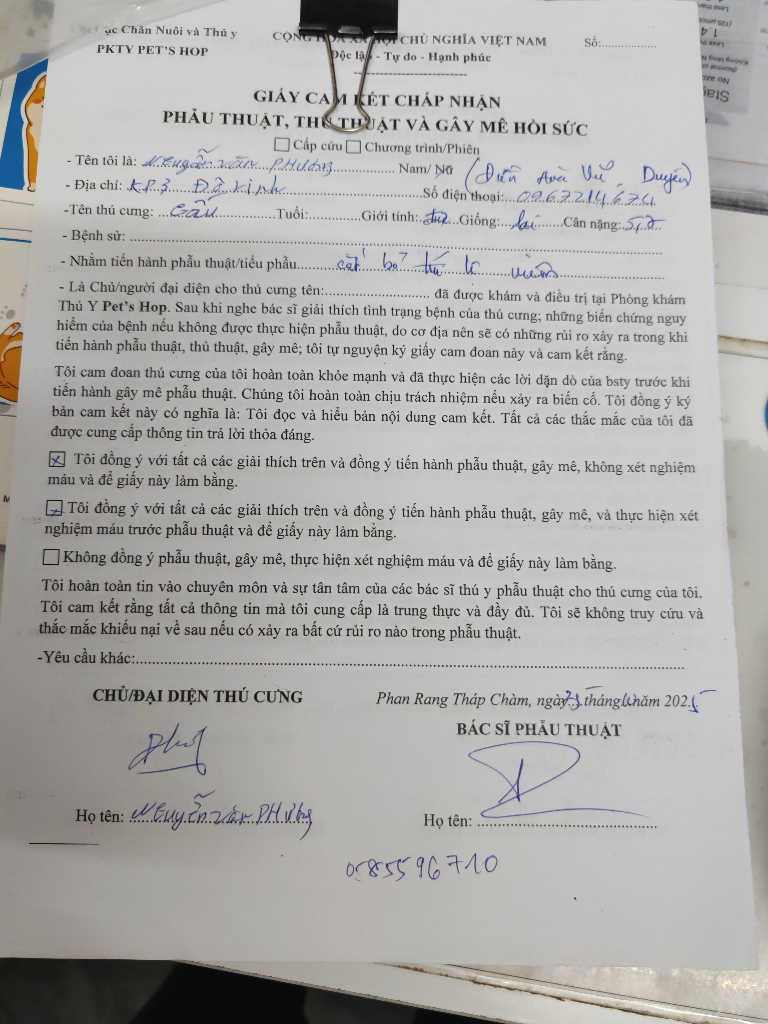 Chi Cục Chăn Nuôi và Thú y
PKTY PET'S HOP
CỘNG HÒA XÃ HỘI CHỦ NGHĨA VIỆT NAM
Độc lập - Tự do - Hạnh phúc
Số:
GIẤY CAM KẾT CHẤP NHẬN
PHẪU THUẬT, THỦ THUẬT VÀ GÂY MÊ HỒI SỨC
Cấp cứu Chương trình/Phiên
- Tên tôi là: Nguyễn Văn Phương Nam/ Nữ
- Địa chỉ: KP3 Số điện thoại: 0967214674
-Tên thú cưng: Gấu Tuổi: Giới tính: đực Giống: lai Cân nặng: 5,7
- Bệnh sử:
- Nhằm tiến hành phẫu thuật/tiểu phẫu cắt bỏ
- Là Chủ/người đại diện cho thú cưng tên: đã được khám và điều trị tại Phòng khám
Thú Y Pet's Hop. Sau khi nghe bác sĩ giải thích tình trạng bệnh của thú cưng; những biến chứng nguy
hiểm của bệnh nếu không được thực hiện phẫu thuật, do cơ địa nên sẽ có những rủi ro xảy ra trong khi
tiến hành phẫu thuật, thủ thuật, gây mê; tôi tự nguyện ký giấy cam đoan này và cam kết rằng.
Tôi cam đoan thú cưng của tôi hoàn toàn khỏe mạnh và đã thực hiện các lời dặn dò của bsty trước khi
tiến hành gây mê phẫu thuật. Chúng tôi hoàn toàn chịu trách nhiệm nếu xảy ra biến cố. Tôi đồng ý ký
bản cam kết này có nghĩa là: Tôi đọc và hiểu bản nội dung cam kết. Tất cả các thắc mắc của tôi đã
được cung cấp thông tin trả lời thỏa đáng.
Tôi đồng ý với tất cả các giải thích trên và đồng ý tiến hành phẫu thuật, gây mê, không xét nghiệm
máu và để giấy này làm bằng.
Tôi đồng ý với tất cả các giải thích trên và đồng ý tiến hành phẫu thuật, gây mê, và thực hiện xét
nghiệm máu trước phẫu thuật và để giấy này làm bằng.
Không đồng ý phẫu thuật, gây mê, thực hiện xét nghiệm máu và để giấy này làm bằng.
Tôi hoàn toàn tin vào chuyên môn và sự tân tâm của các bác sĩ thú y phẫu thuật cho thú cưng của tôi.
Tôi cam kết rằng tất cả thông tin mà tôi cung cấp là trung thực và đầy đủ. Tôi sẽ không truy cứu và
thắc mắc khiếu nại về sau nếu có xảy ra bất cứ rủi ro nào trong phẫu thuật.
-Yêu cầu khác:
CHỦ/ĐẠI DIỆN THÚ CƯNG
Phan Rang Tháp Chàm, ngày tháng năm 2025
BÁC SĨ PHẪU THUẬT
Họ tên: Nguyễn Văn Phương
Họ tên:
0585596710